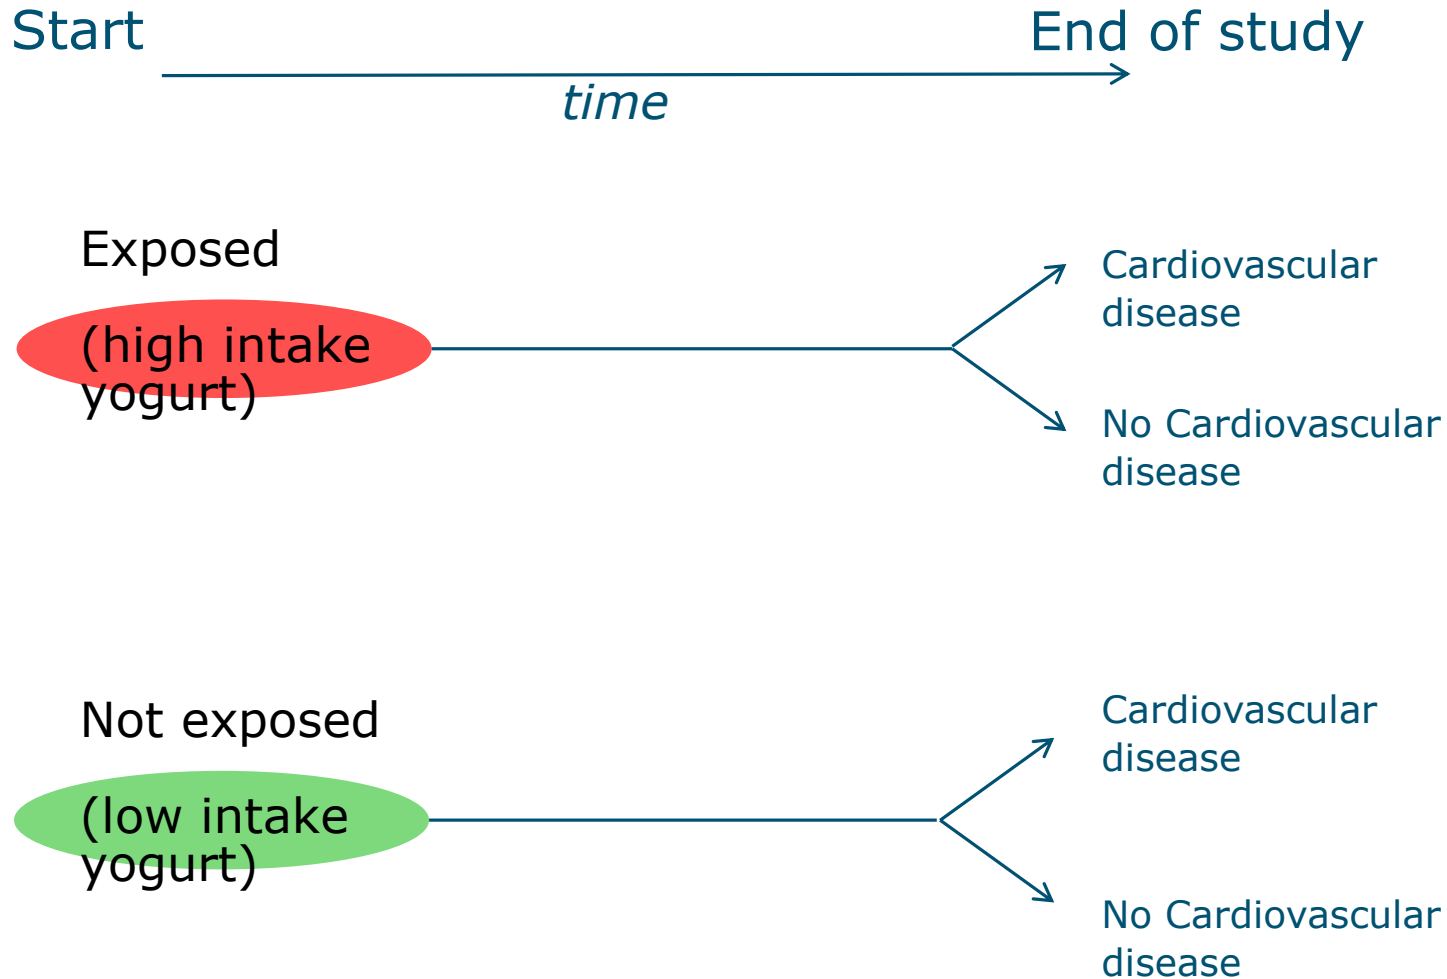 Start
End of study
time
Exposed
(high intake
yogurt)
Cardiovascular
disease
No Cardiovascular
disease
Not exposed
(low intake
yogurt)
Cardiovascular
disease
No Cardiovascular
disease